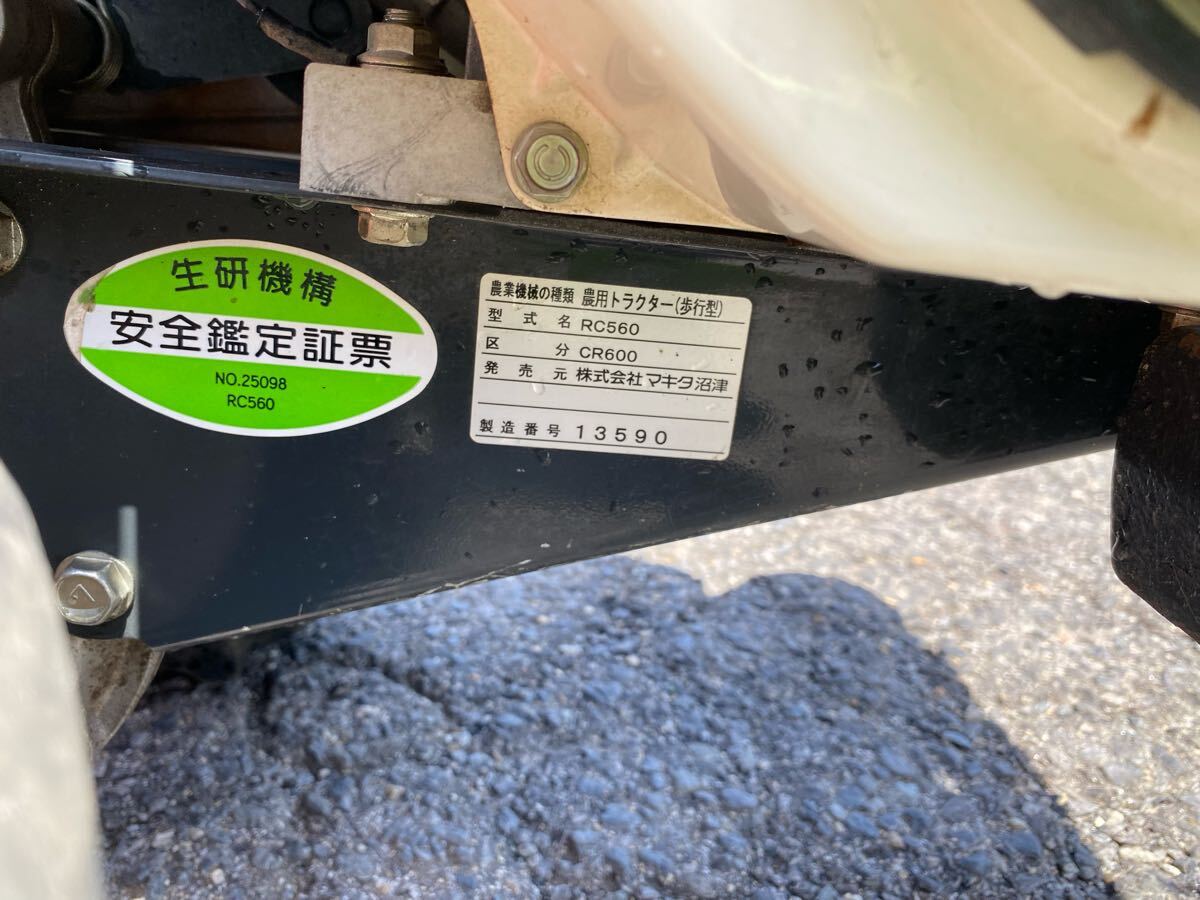 生研機構
安全鑑定証票
NO.25098
RC560
農業機械の種類 農用トラクター(歩行型)
型式名 RC560
区分 CR600
発売元 株式会社マキタ沼津
製造番号 13590